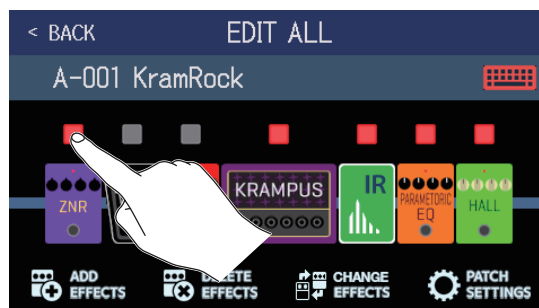 < BACK
EDIT ALL
A-001 KramRock
ZNR
KRAMPUS
IR
PARAMETORIC
EQ
HALL
ADD
EFFECTS
DELETE
EFFECTS
CHANGE
EFFECTS
PATCH
SETTINGS